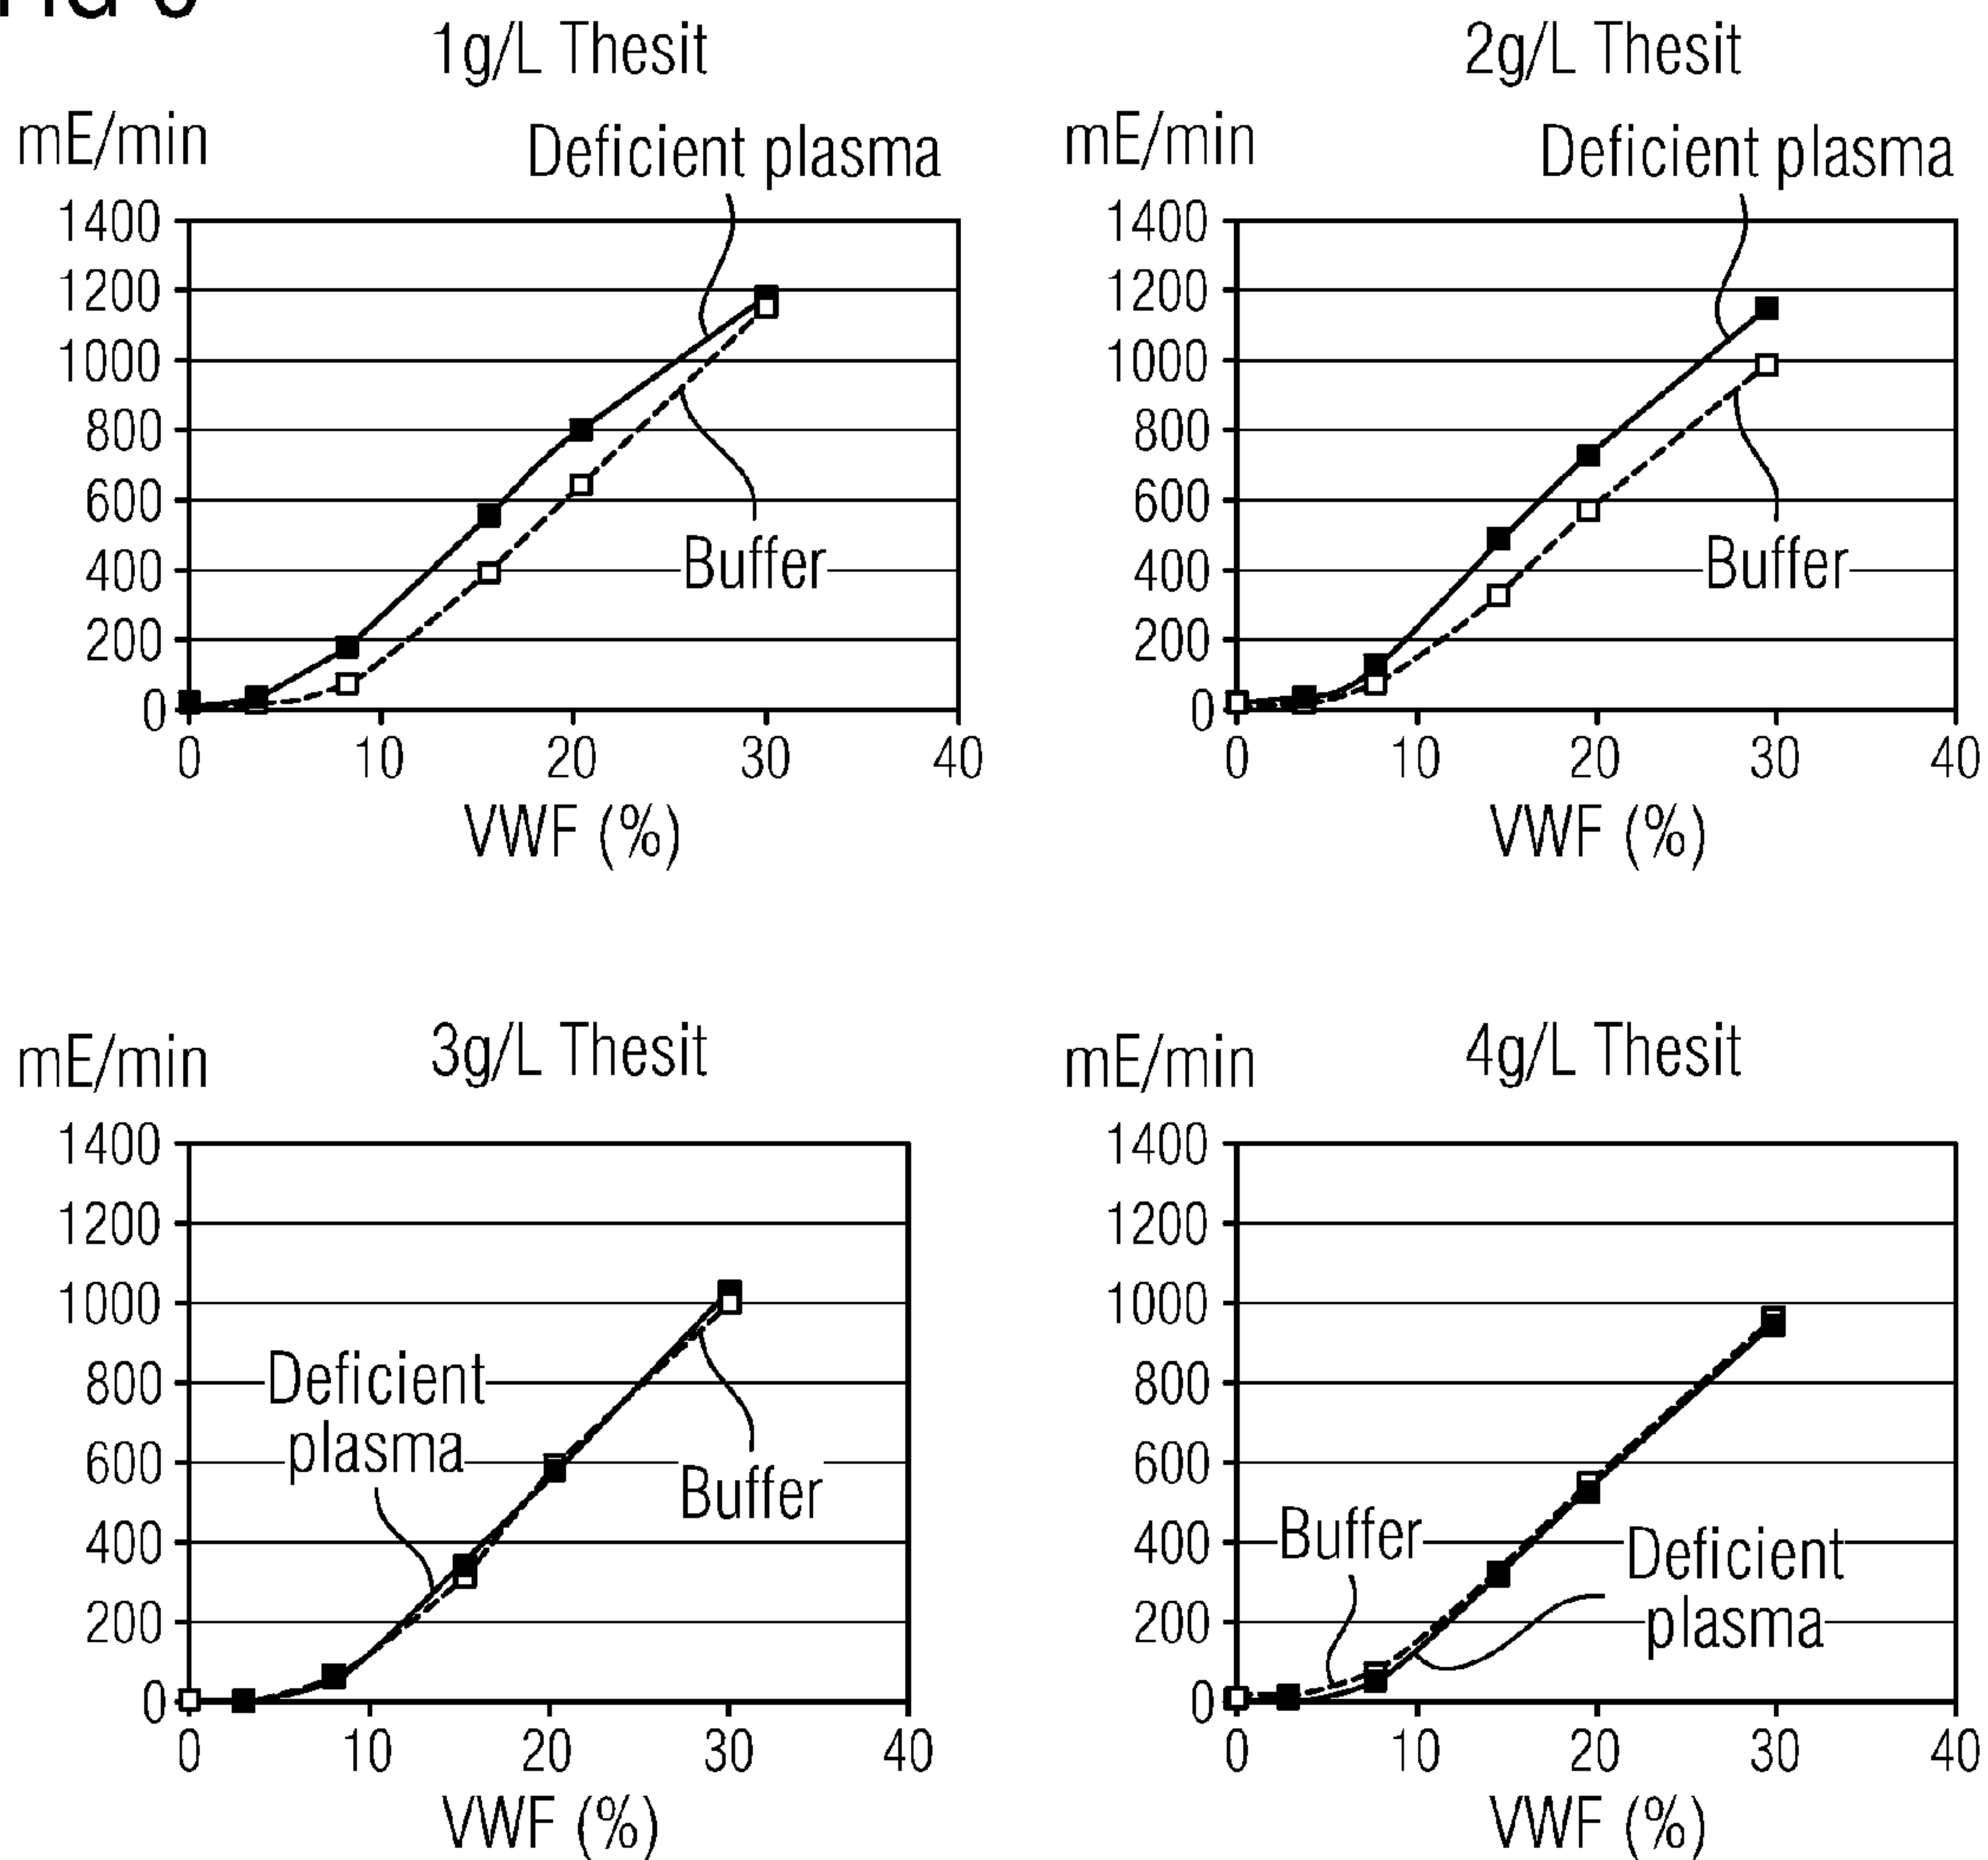 1g/L Thesit
mE/min
Deficient plasma
1400
1200
1000
800
600
400
200
0
Buffer
0 10 20 30 40
VWF (%)
2g/L Thesit
mE/min
Deficient plasma
1400
1200
1000
800
600
400
200
0
Buffer
0 10 20 30 40
VWF (%)
3g/L Thesit
mE/min
1400
1200
1000
800
600
400
200
0
Deficient
plasma
Buffer
0 10 20 30 40
VWF (%)
4g/L Thesit
mE/min
1400
1200
1000
800
600
400
200
0
Buffer
Deficient
plasma
0 10 20 30 40
VWF (%)